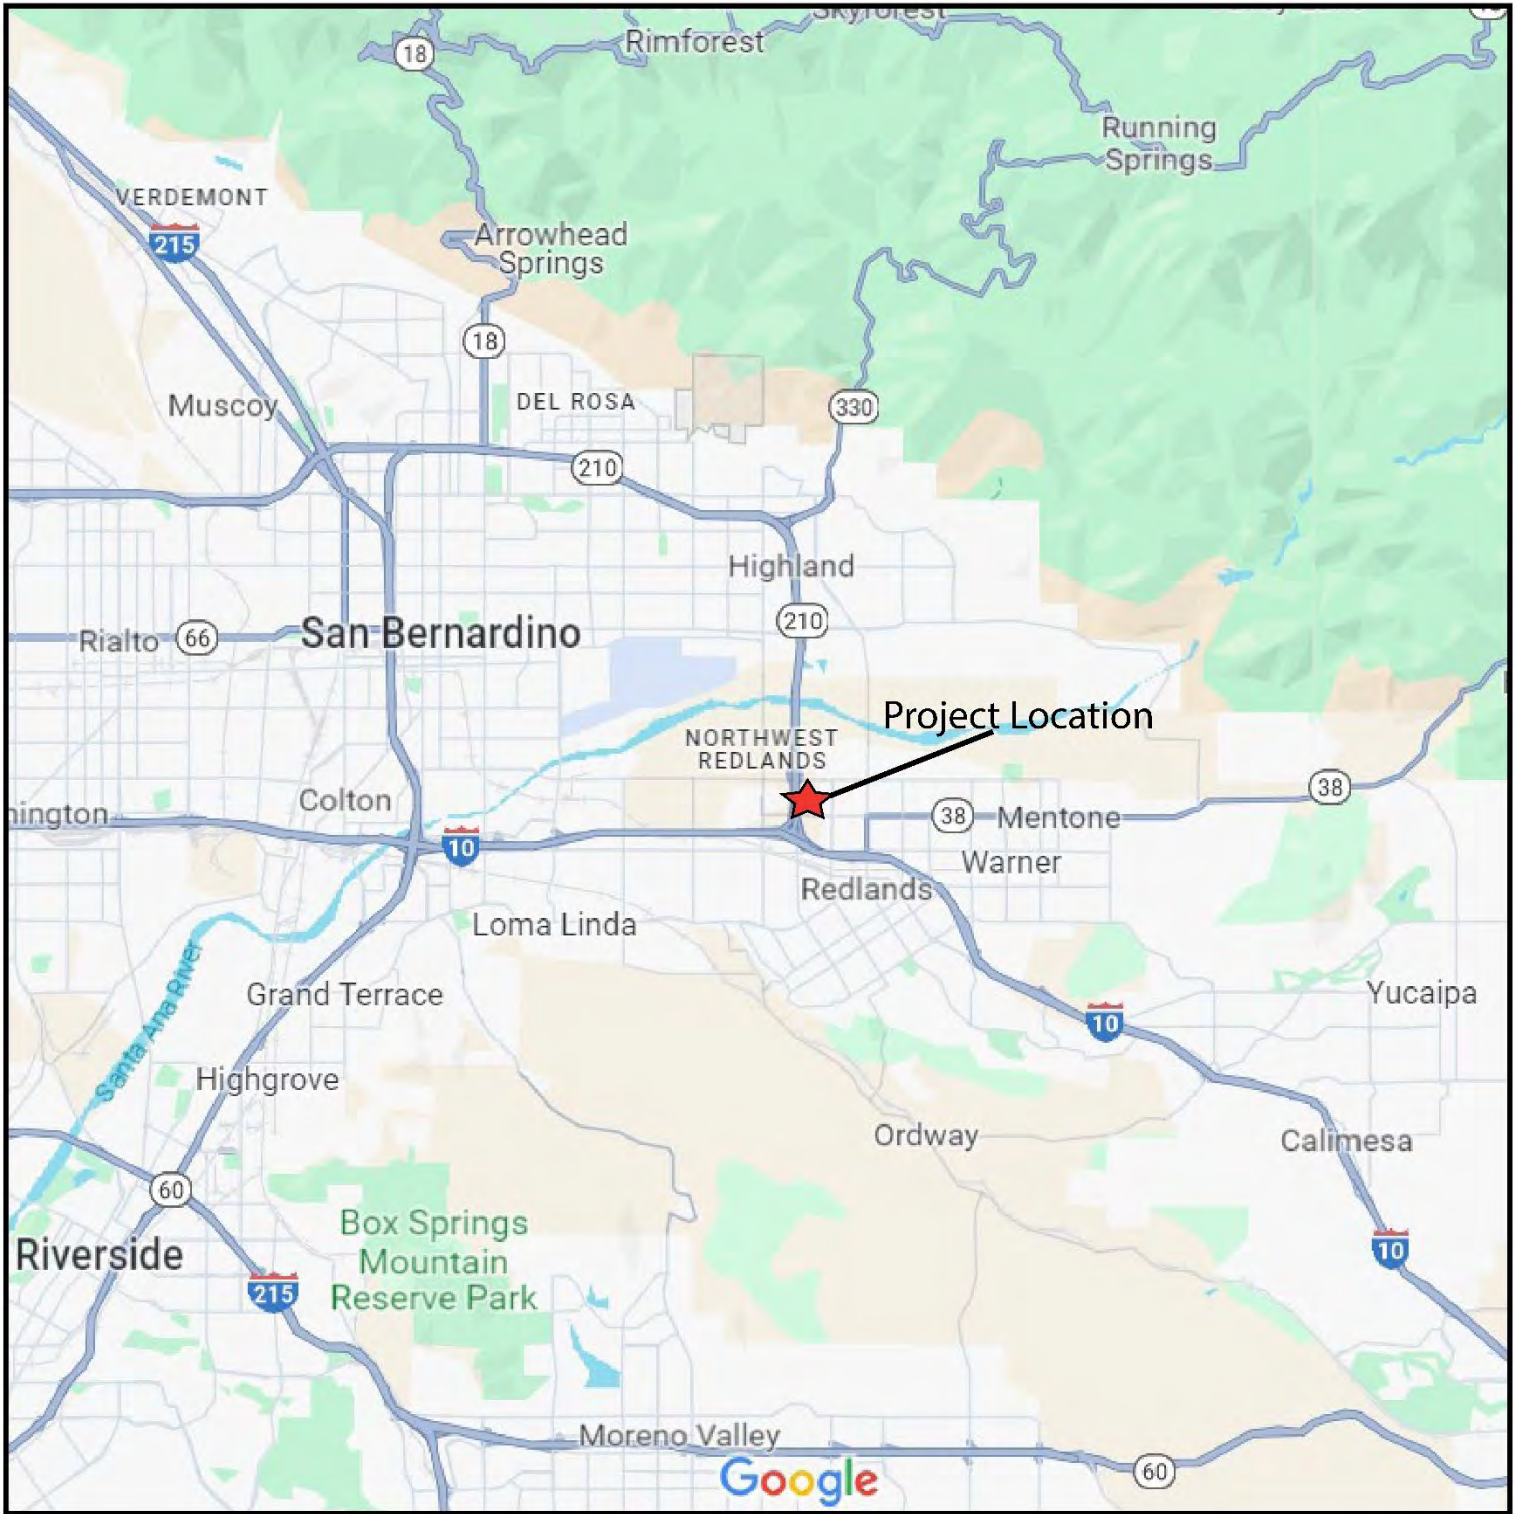 Skyforest
Rimforest
18
Running
Springs
VERDEMONT
215
Arrowhead
Springs
18
Muscoy
DEL ROSA
330
210
Highland
210
Rialto
66
San Bernardino
Project Location
NORTHWEST
REDLANDS
38
Colton
38
Mentone
10
Warner
Redlands
Loma Linda
Santa Ana River
Grand Terrace
Yucaipa
10
Highgrove
Ordway
Calimesa
60
Box Springs
Mountain
Reserve Park
Riverside
10
215
Moreno Valley
60
Google